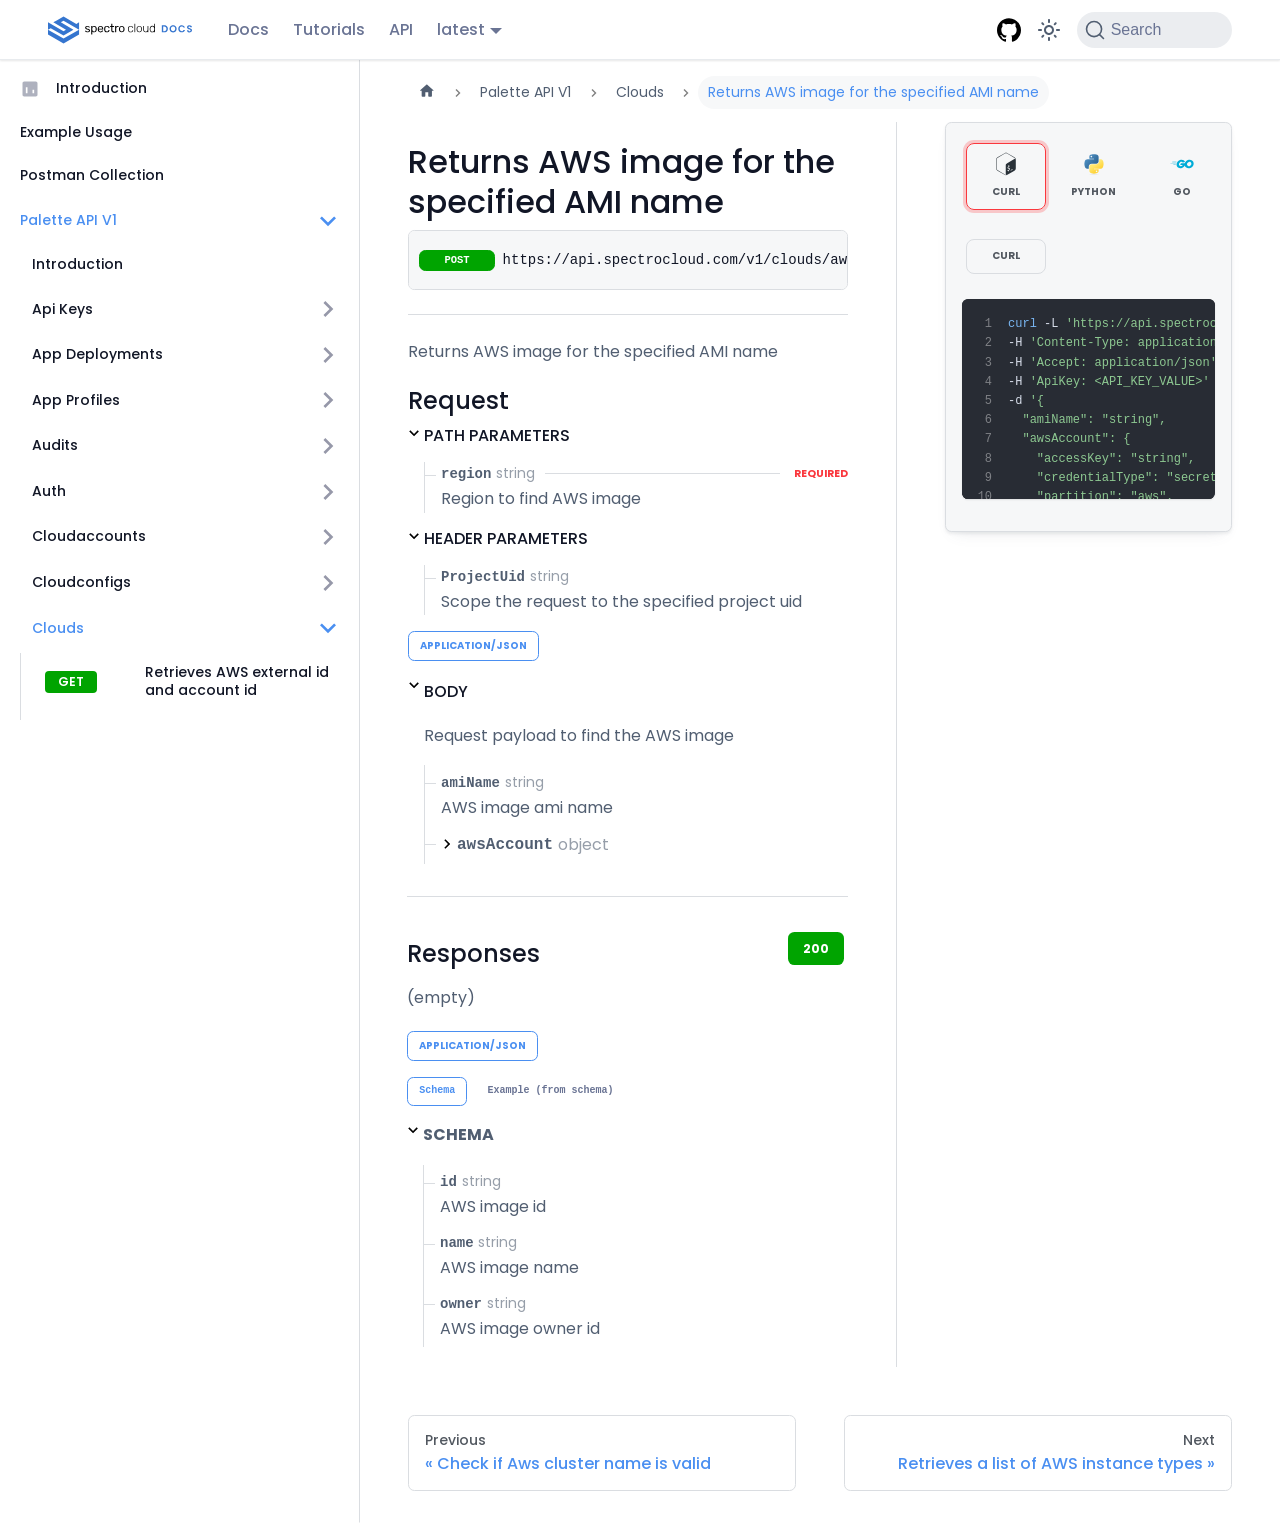 spectro cloud DOCS
Docs
Tutorials
API
latest
Search
Introduction
Example Usage
Postman Collection
Palette API V1
Introduction
Api Keys
App Deployments
App Profiles
Audits
Auth
Cloudaccounts
Cloudconfigs
Clouds
GET
Retrieves AWS external id
and account id
Palette API V1
Clouds
Returns AWS image for the specified AMI name
Returns AWS image for the
specified AMI name
POST https://api.spectrocloud.com/v1/clouds/aw
Returns AWS image for the specified AMI name
Request
PATH PARAMETERS
region string REQUIRED
Region to find AWS image
HEADER PARAMETERS
ProjectUid string
Scope the request to the specified project uid
APPLICATION/JSON
BODY
Request payload to find the AWS image
amiName string
AWS image ami name
awsAccount object
Responses
200
(empty)
APPLICATION/JSON
Schema Example (from schema)
SCHEMA
id string
AWS image id
name string
AWS image name
owner string
AWS image owner id
CURL PYTHON GO
CURL
1 curl -L 'https://api.spectroc
2 -H 'Content-Type: application
3 -H 'Accept: application/json'
4 -H 'ApiKey: <API_KEY_VALUE>'
5 -d '{
6 "amiName": "string",
7 "awsAccount": {
8 "accessKey": "string",
9 "credentialType": "secret
10 "partition": "aws",
Previous
« Check if Aws cluster name is valid
Next
Retrieves a list of AWS instance types »